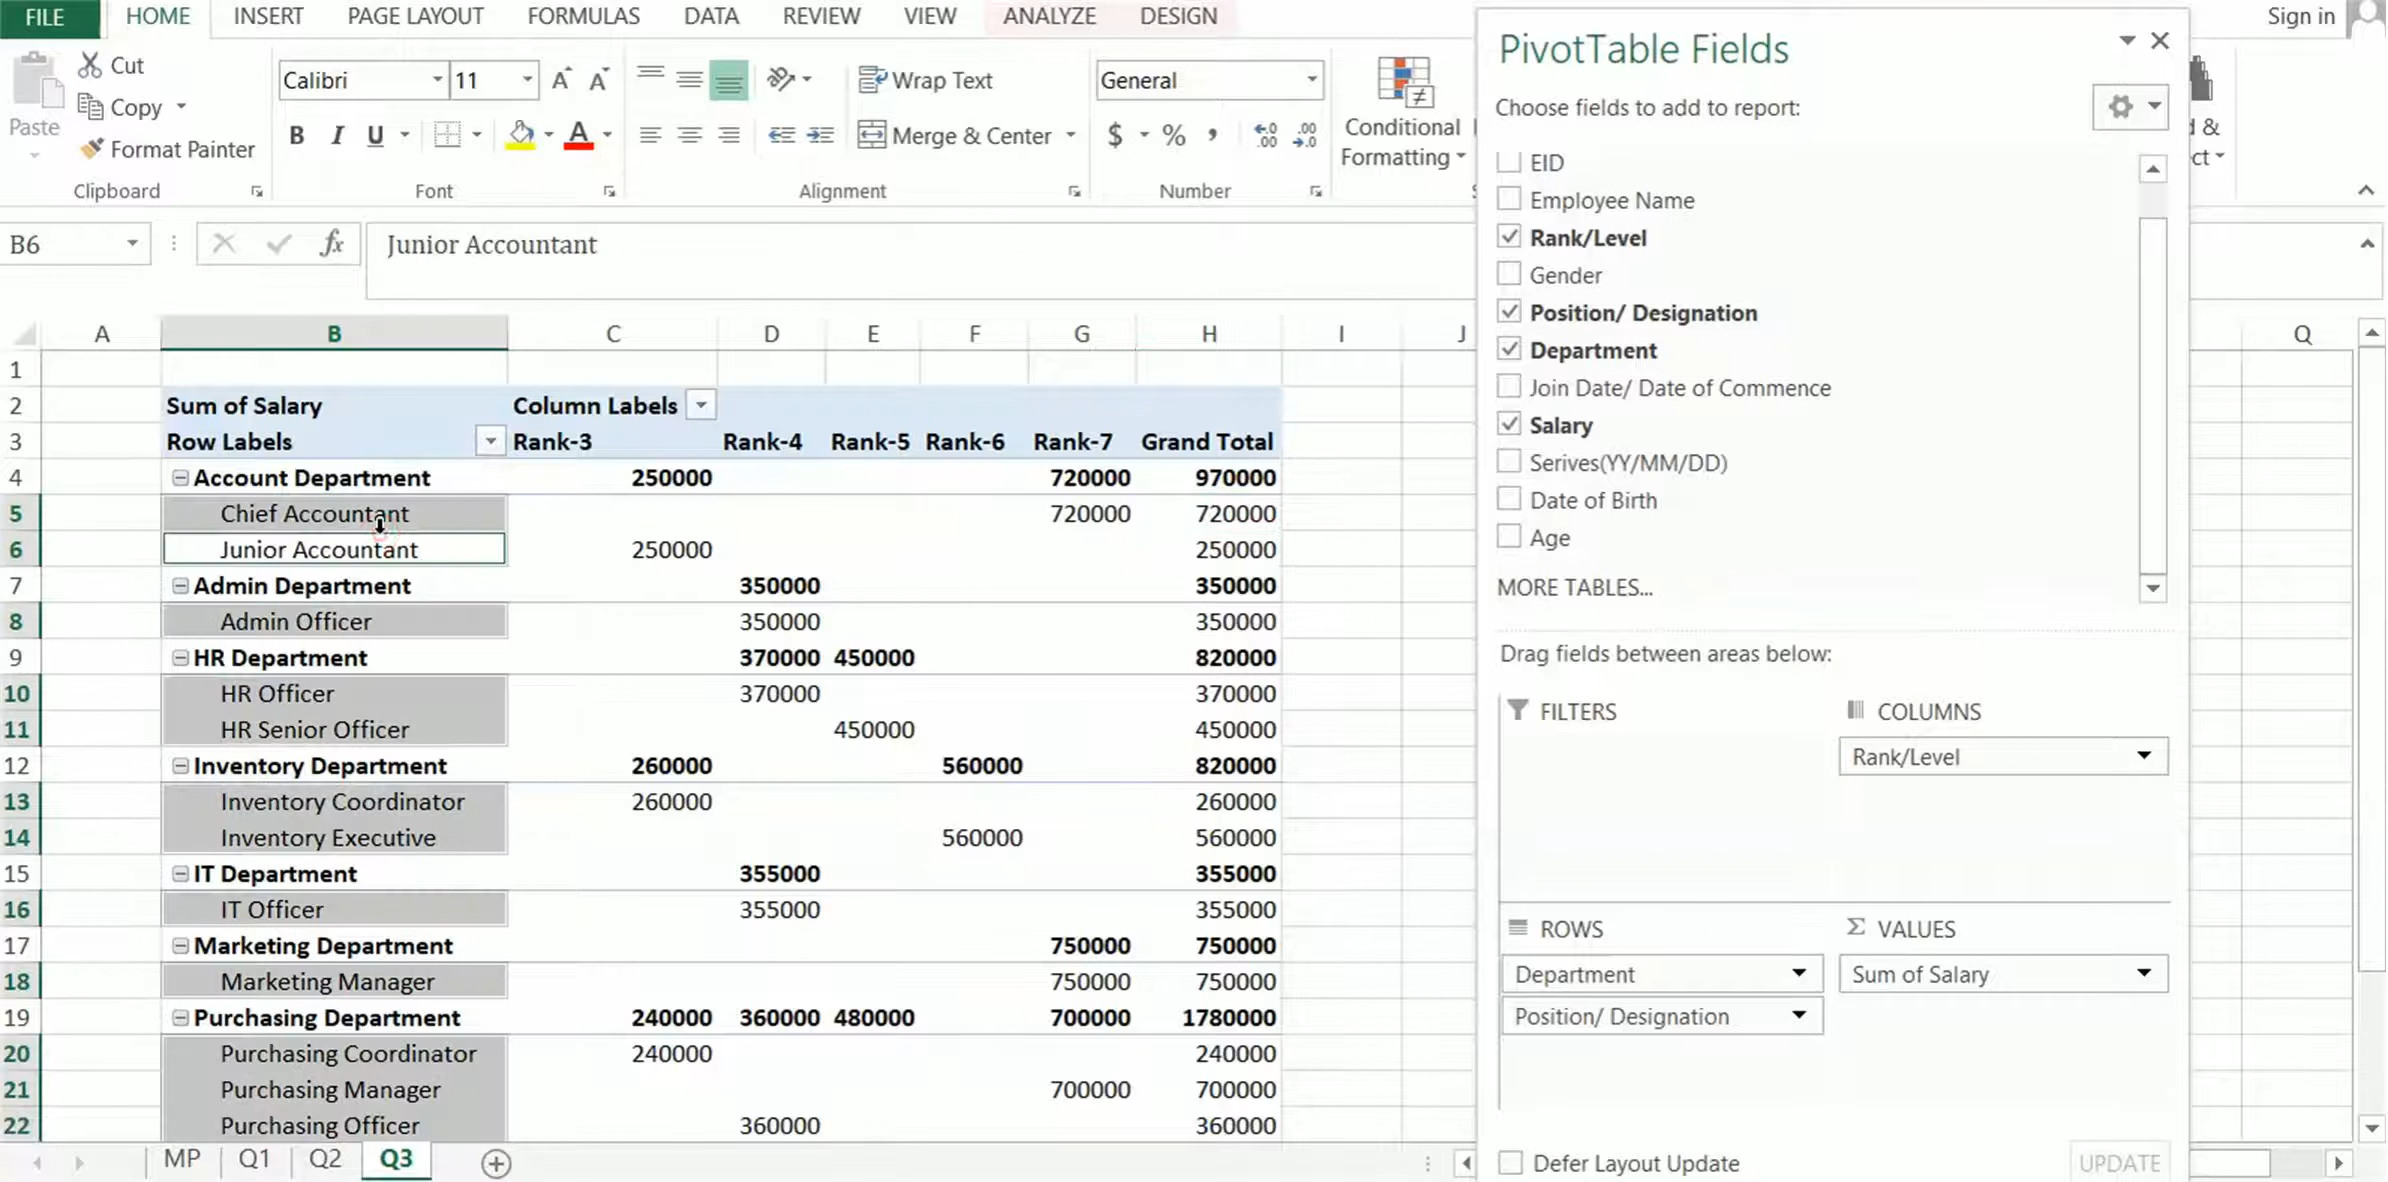 FILE HOME INSERT PAGE LAYOUT FORMULAS DATA REVIEW VIEW ANALYZE DESIGN Sign in
Paste
Cut
Copy
Format Painter
Clipboard
Calibri 11
B I U A
Font
Wrap Text
Merge & Center
Alignment
General
$ %
Number
Conditional
Formatting
B6 fx Junior Accountant
A B C D E F G H I J Q
1
2 Sum of Salary Column Labels
3 Row Labels Rank-3 Rank-4 Rank-5 Rank-6 Rank-7 Grand Total
4 Account Department 250000 720000 970000
5 Chief Accountant 720000 720000
6 Junior Accountant 250000 250000
7 Admin Department 350000 350000
8 Admin Officer 350000 350000
9 HR Department 370000 450000 820000
10 HR Officer 370000 370000
11 HR Senior Officer 450000 450000
12 Inventory Department 260000 560000 820000
13 Inventory Coordinator 260000 260000
14 Inventory Executive 560000 560000
15 IT Department 355000 355000
16 IT Officer 355000 355000
17 Marketing Department 750000 750000
18 Marketing Manager 750000 750000
19 Purchasing Department 240000 360000 480000 700000 1780000
20 Purchasing Coordinator 240000 240000
21 Purchasing Manager 700000 700000
22 Purchasing Officer 360000 360000
MP Q1 Q2 Q3
PivotTable Fields
Choose fields to add to report:
EID
Employee Name
Rank/Level
Gender
Position/ Designation
Department
Join Date/ Date of Commence
Salary
Serives(YY/MM/DD)
Date of Birth
Age
MORE TABLES...
Drag fields between areas below:
FILTERS
COLUMNS
Rank/Level
ROWS
Department
Position/ Designation
VALUES
Sum of Salary
Defer Layout Update
UPDATE